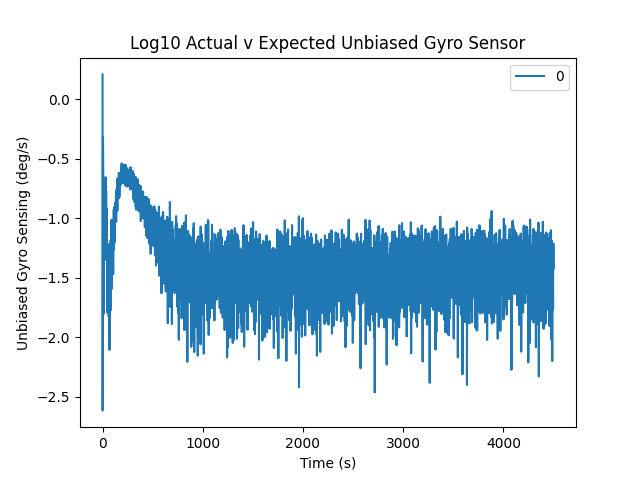 Log10 Actual v Expected Unbiased Gyro Sensor
0
0.0
−0.5
−1.0
−1.5
−2.0
−2.5
Unbiased Gyro Sensing (deg/s)
0 1000 2000 3000 4000
Time (s)